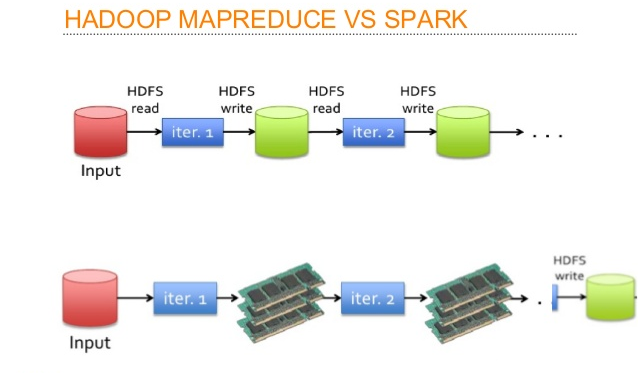 HADOOP MAPREDUCE VS SPARK
HDFS read
HDFS write
HDFS read
HDFS write
iter. 1
iter. 2
. . .
Input
HDFS write
iter. 1
iter. 2
.
Input